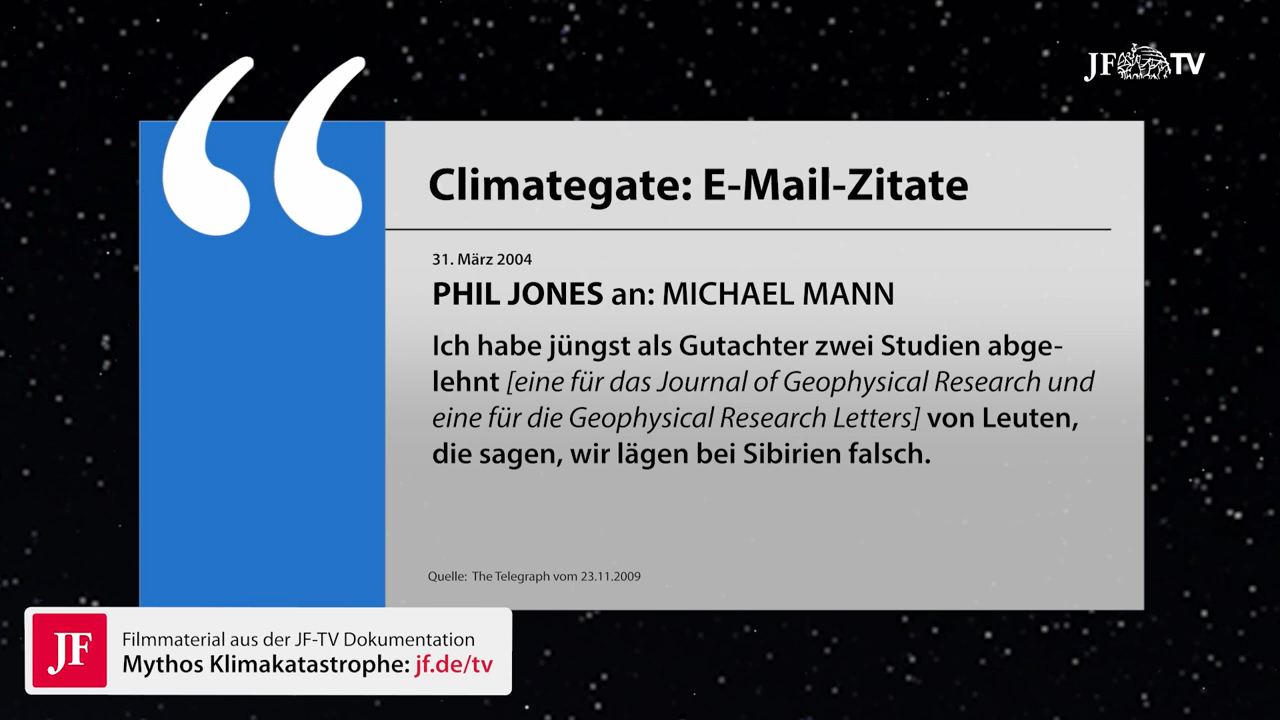 JF TV
Climategate: E-Mail-Zitate
31. März 2004
PHIL JONES an: MICHAEL MANN
Ich habe jüngst als Gutachter zwei Studien abge-
lehnt [eine für das Journal of Geophysical Research und
eine für die Geophysical Research Letters] von Leuten,
die sagen, wir lägen bei Sibirien falsch.
Quelle: The Telegraph vom 23.11.2009
JF
Filmmaterial aus der JF-TV Dokumentation
Mythos Klimakatastrophe: jf.de/tv